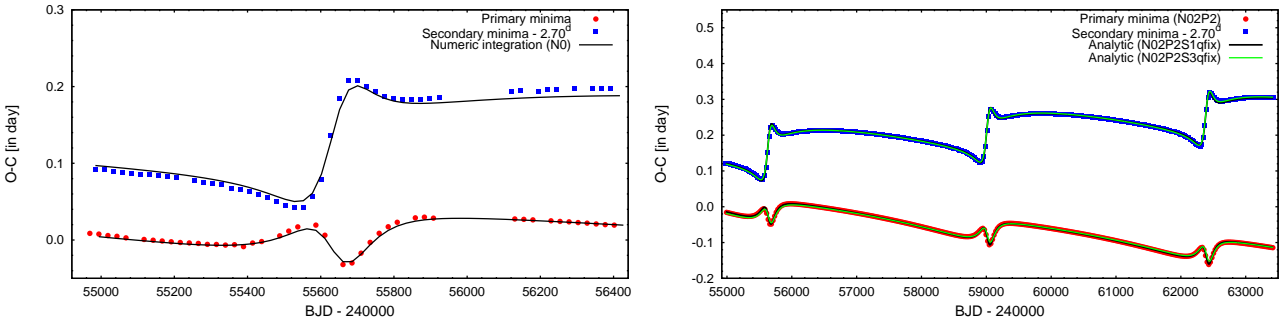 0.3
0.2
0.1
0.0
O-C [in day]
Primary minima
Secondary minima - 2.70d
Numeric integration (N0)
55000 55200 55400 55600 55800 56000 56200 56400
BJD - 240000
0.5
0.4
0.3
0.2
0.1
0.0
-0.1
-0.2
O-C [in day]
Primary minima (N02P2)
Secondary minima - 2.70d
Analytic (N02P2S1qfix)
Analytic (N02P2S3qfix)
55000 56000 57000 58000 59000 60000 61000 62000 63000
BJD - 240000